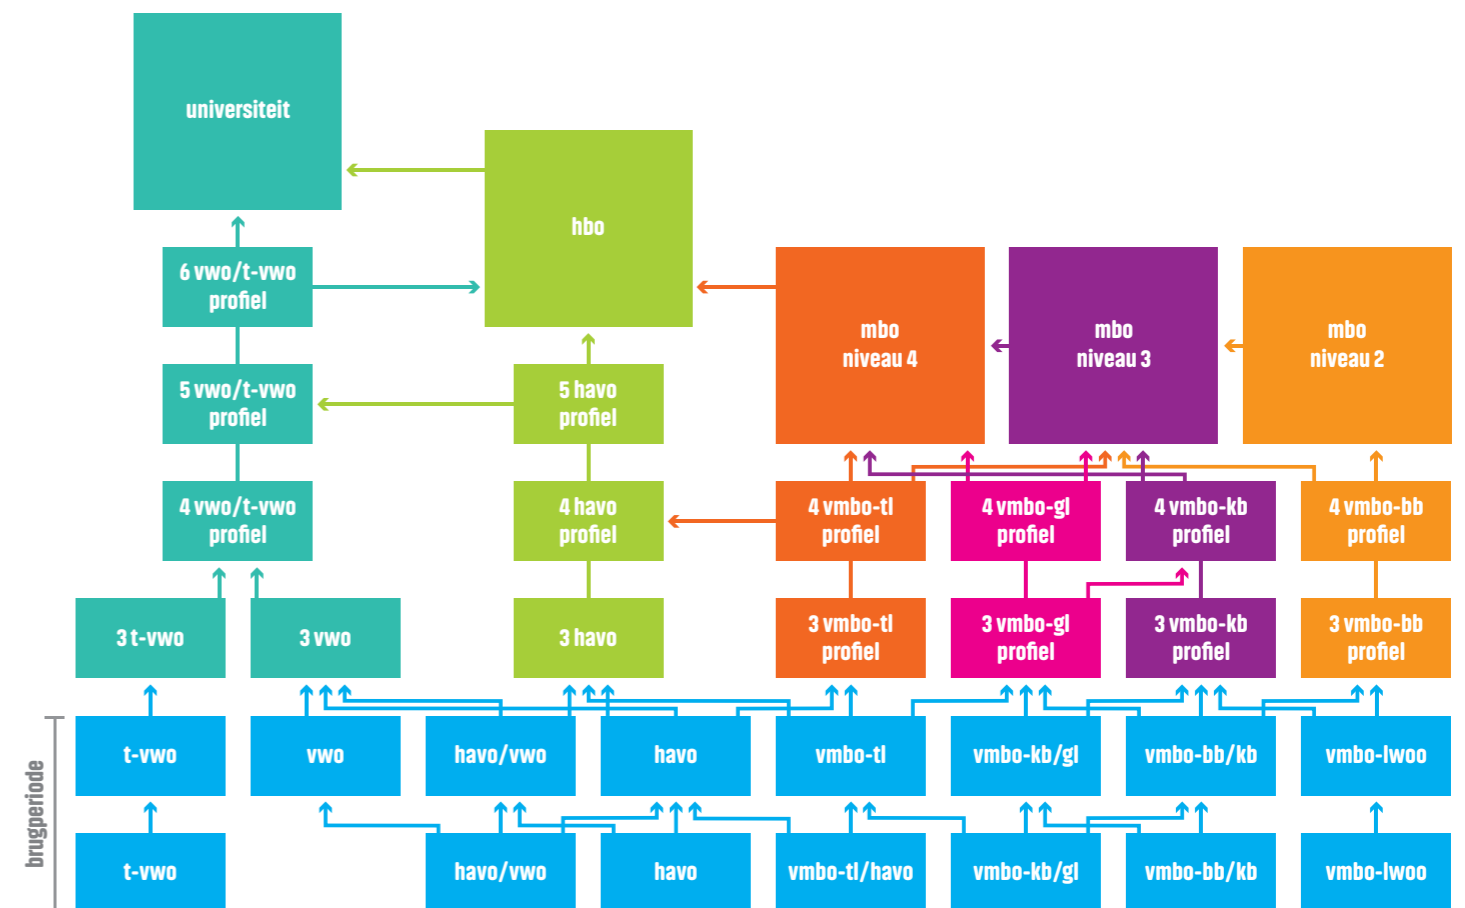 universiteit
hbo
6 vwo/t-vwo
profiel
mbo
niveau 4
mbo
niveau 3
mbo
niveau 2
5 vwo/t-vwo
profiel
5 havo
profiel
4 vwo/t-vwo
profiel
4 havo
profiel
4 vmbo-tl
profiel
4 vmbo-gl
profiel
4 vmbo-kb
profiel
4 vmbo-bb
profiel
3 t-vwo
3 vwo
3 havo
3 vmbo-tl
profiel
3 vmbo-gl
profiel
3 vmbo-kb
profiel
3 vmbo-bb
profiel
brugperiode
t-vwo
vwo
havo/vwo
havo
vmbo-tl
vmbo-kb/gl
vmbo-bb/kb
vmbo-lwoo
t-vwo
havo/vwo
havo
vmbo-tl/havo
vmbo-kb/gl
vmbo-bb/kb
vmbo-lwoo